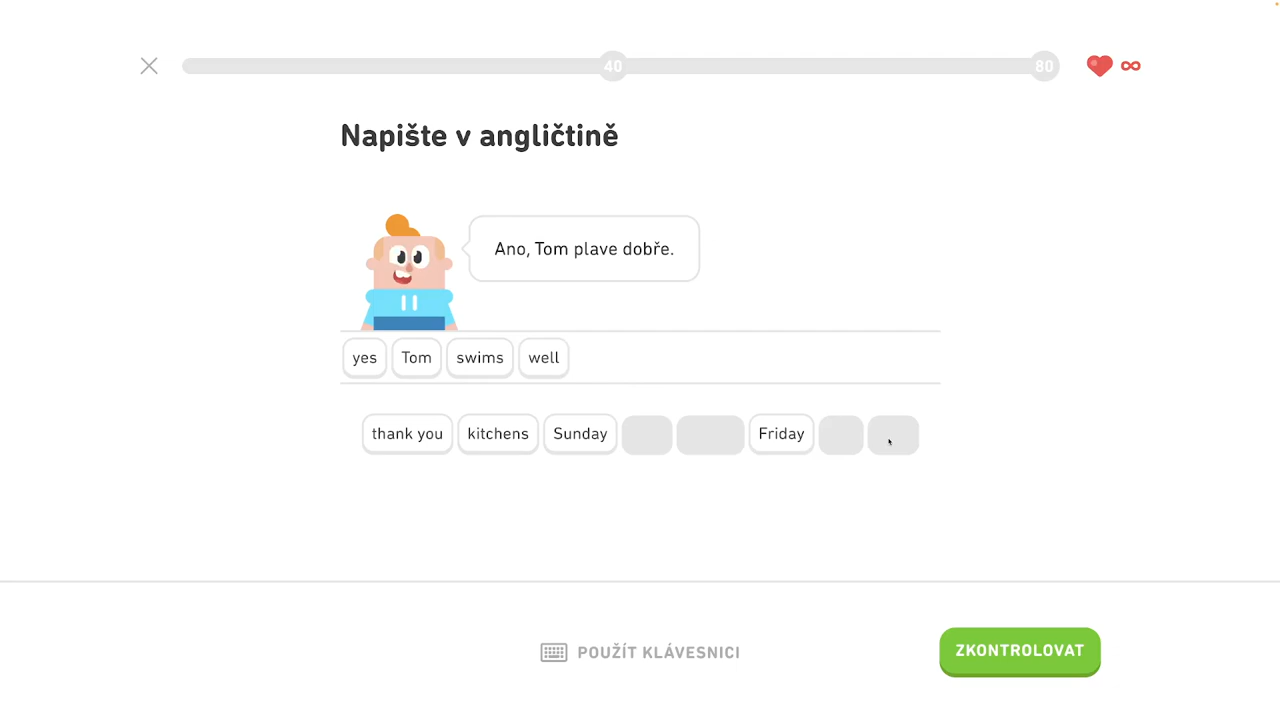 40 80 ∞
Napište v angličtině
Ano, Tom plave dobře.
yes Tom swims well
thank you kitchens Sunday Friday
POUŽÍT KLÁVESNICI ZKONTROLOVAT